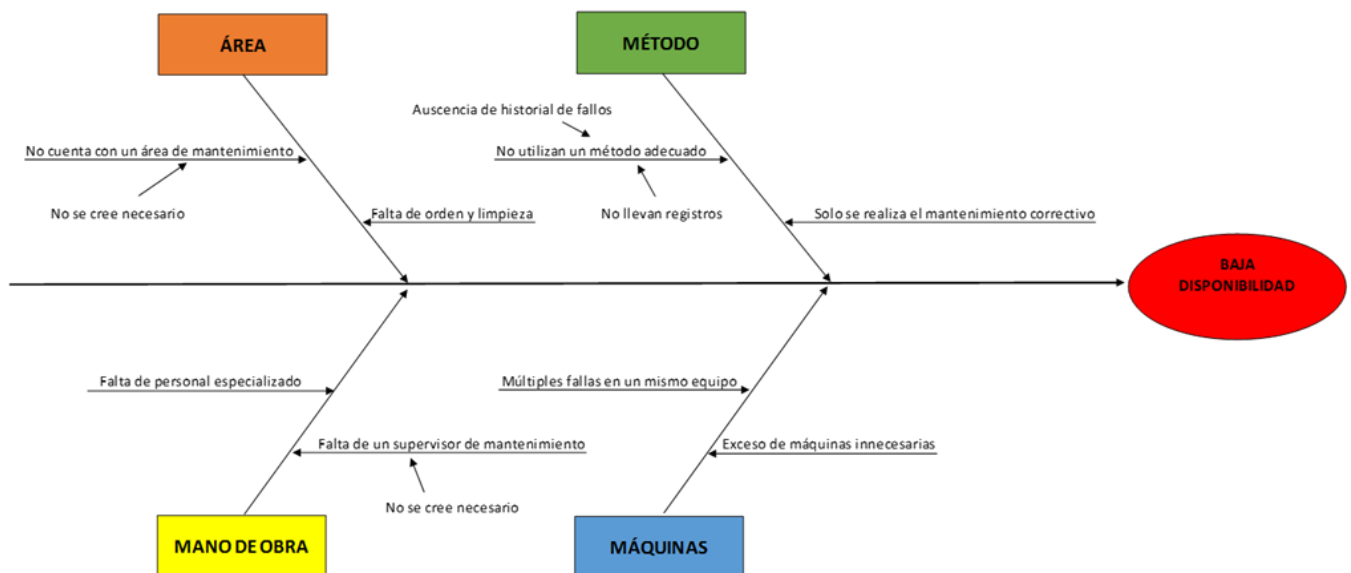 ÁREA
MÉTODO
Auscencia de historial de fallos
No cuenta con un área de mantenimiento
No utilizan un método adecuado
No se cree necesario
Falta de orden y limpieza
No llevan registros
Solo se realiza el mantenimiento correctivo
BAJA
DISPONIBILIDAD
Falta de personal especializado
Múltiples fallas en un mismo equipo
Falta de un supervisor de mantenimiento
Exceso de máquinas innecesarias
No se cree necesario
MANO DE OBRA
MÁQUINAS